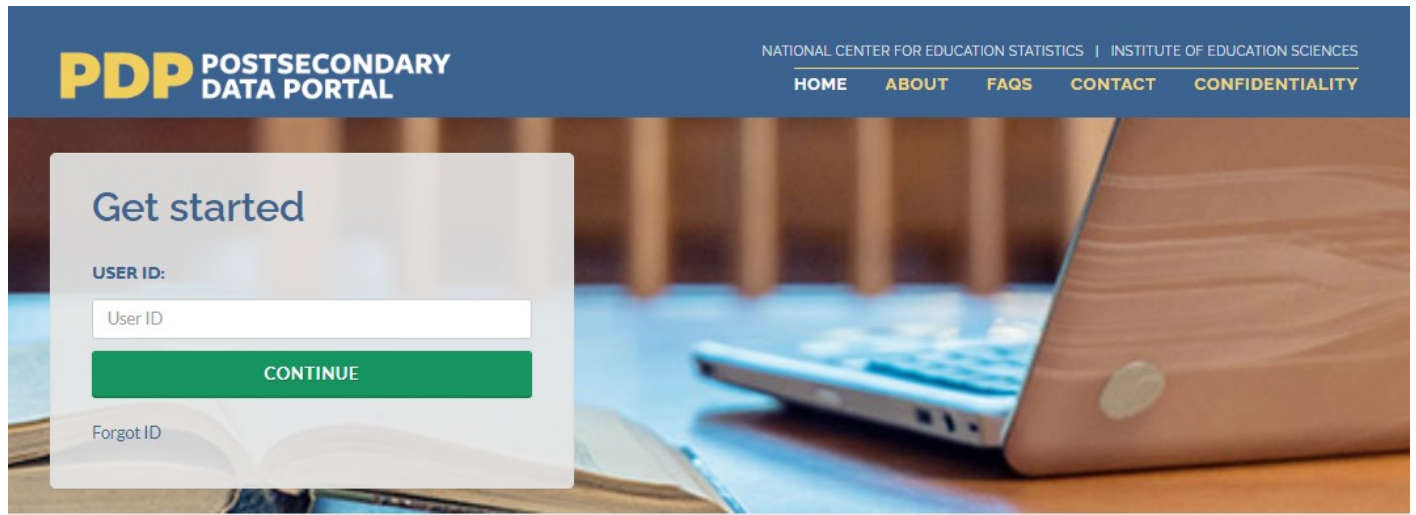 PDP POSTSECONDARY
DATA PORTAL
NATIONAL CENTER FOR EDUCATION STATISTICS | INSTITUTE OF EDUCATION SCIENCES
HOME ABOUT FAQS CONTACT CONFIDENTIALITY
Get started
USER ID:
User ID
CONTINUE
Forgot ID